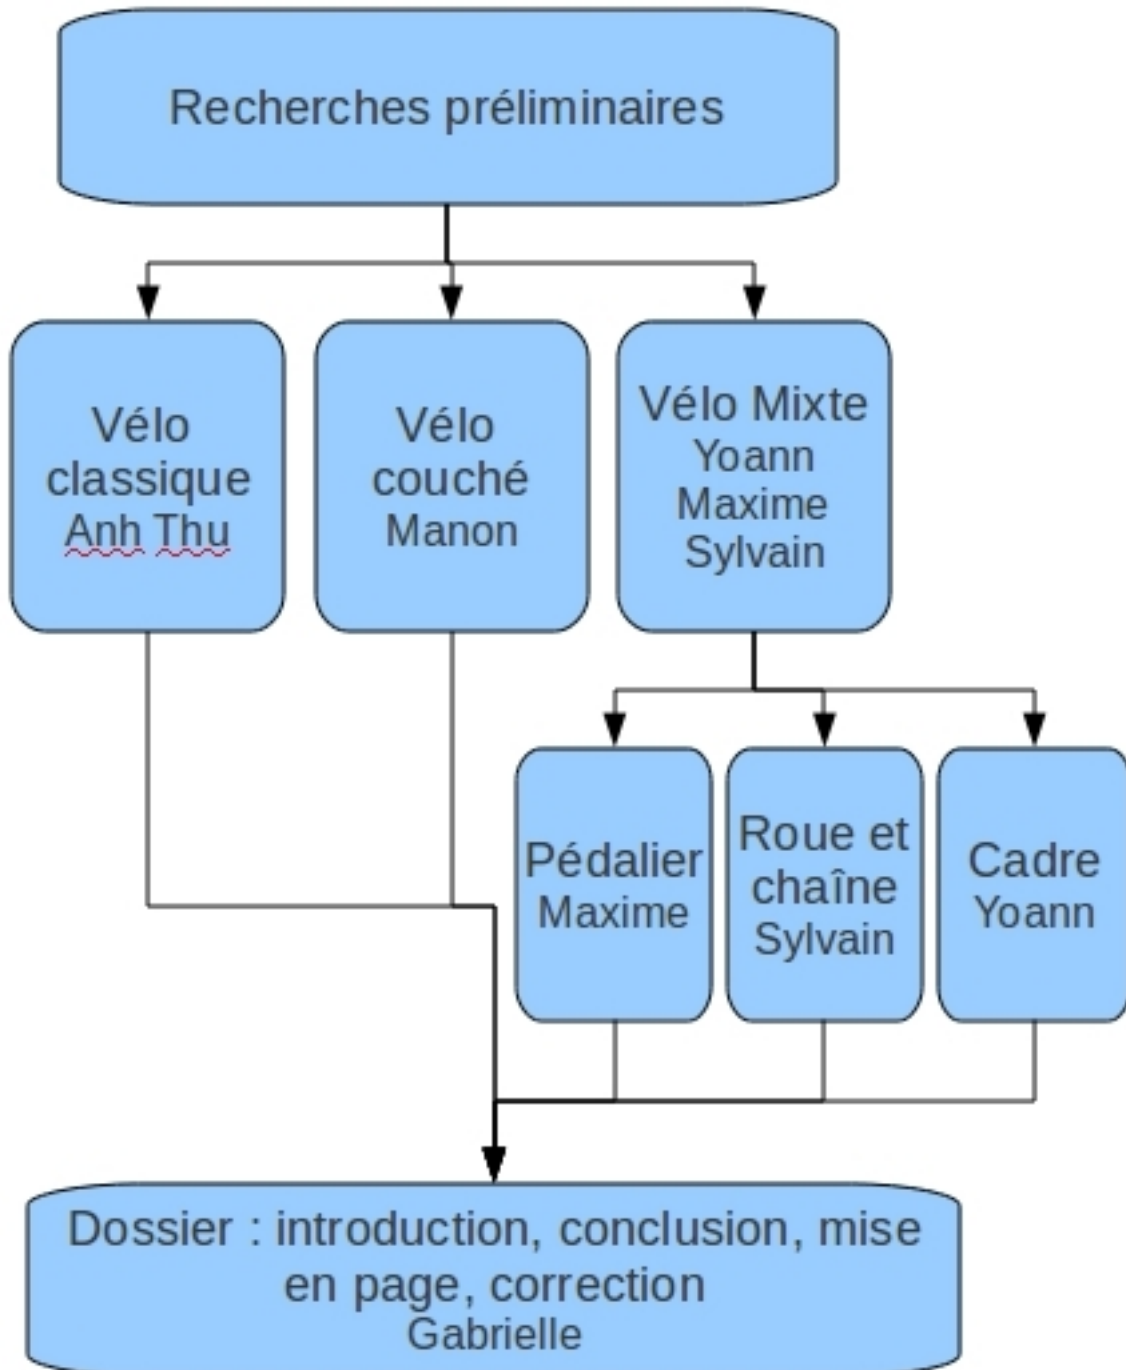 Recherches préliminaires
Vélo
classique
Anh Thu
Vélo
couché
Manon
Vélo Mixte
Yoann
Maxime
Sylvain
Pédalier
Maxime
Roue et
chaîne
Sylvain
Cadre
Yoann
Dossier : introduction, conclusion, mise
en page, correction
Gabrielle